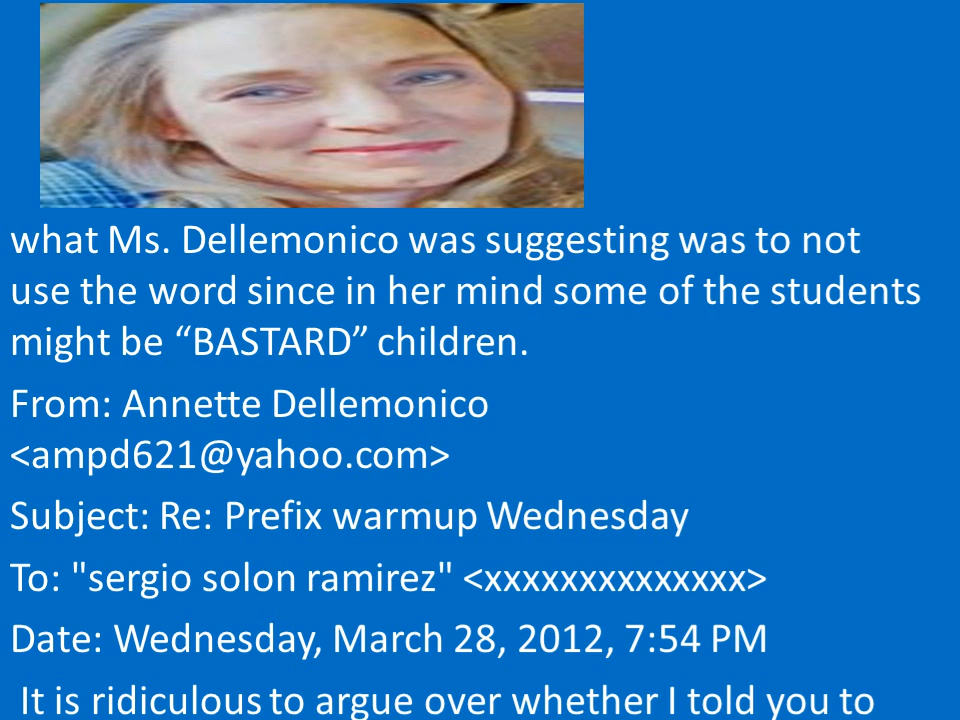 what Ms. Dellemonico was suggesting was to not
use the word since in her mind some of the students
might be “BASTARD” children.
From: Annette Dellemonico
<ampd621@yahoo.com>
Subject: Re: Prefix warmup Wednesday
To: "sergio solon ramirez" <xxxxxxxxxxxxxx>
Date: Wednesday, March 28, 2012, 7:54 PM
It is ridiculous to argue over whether I told you to